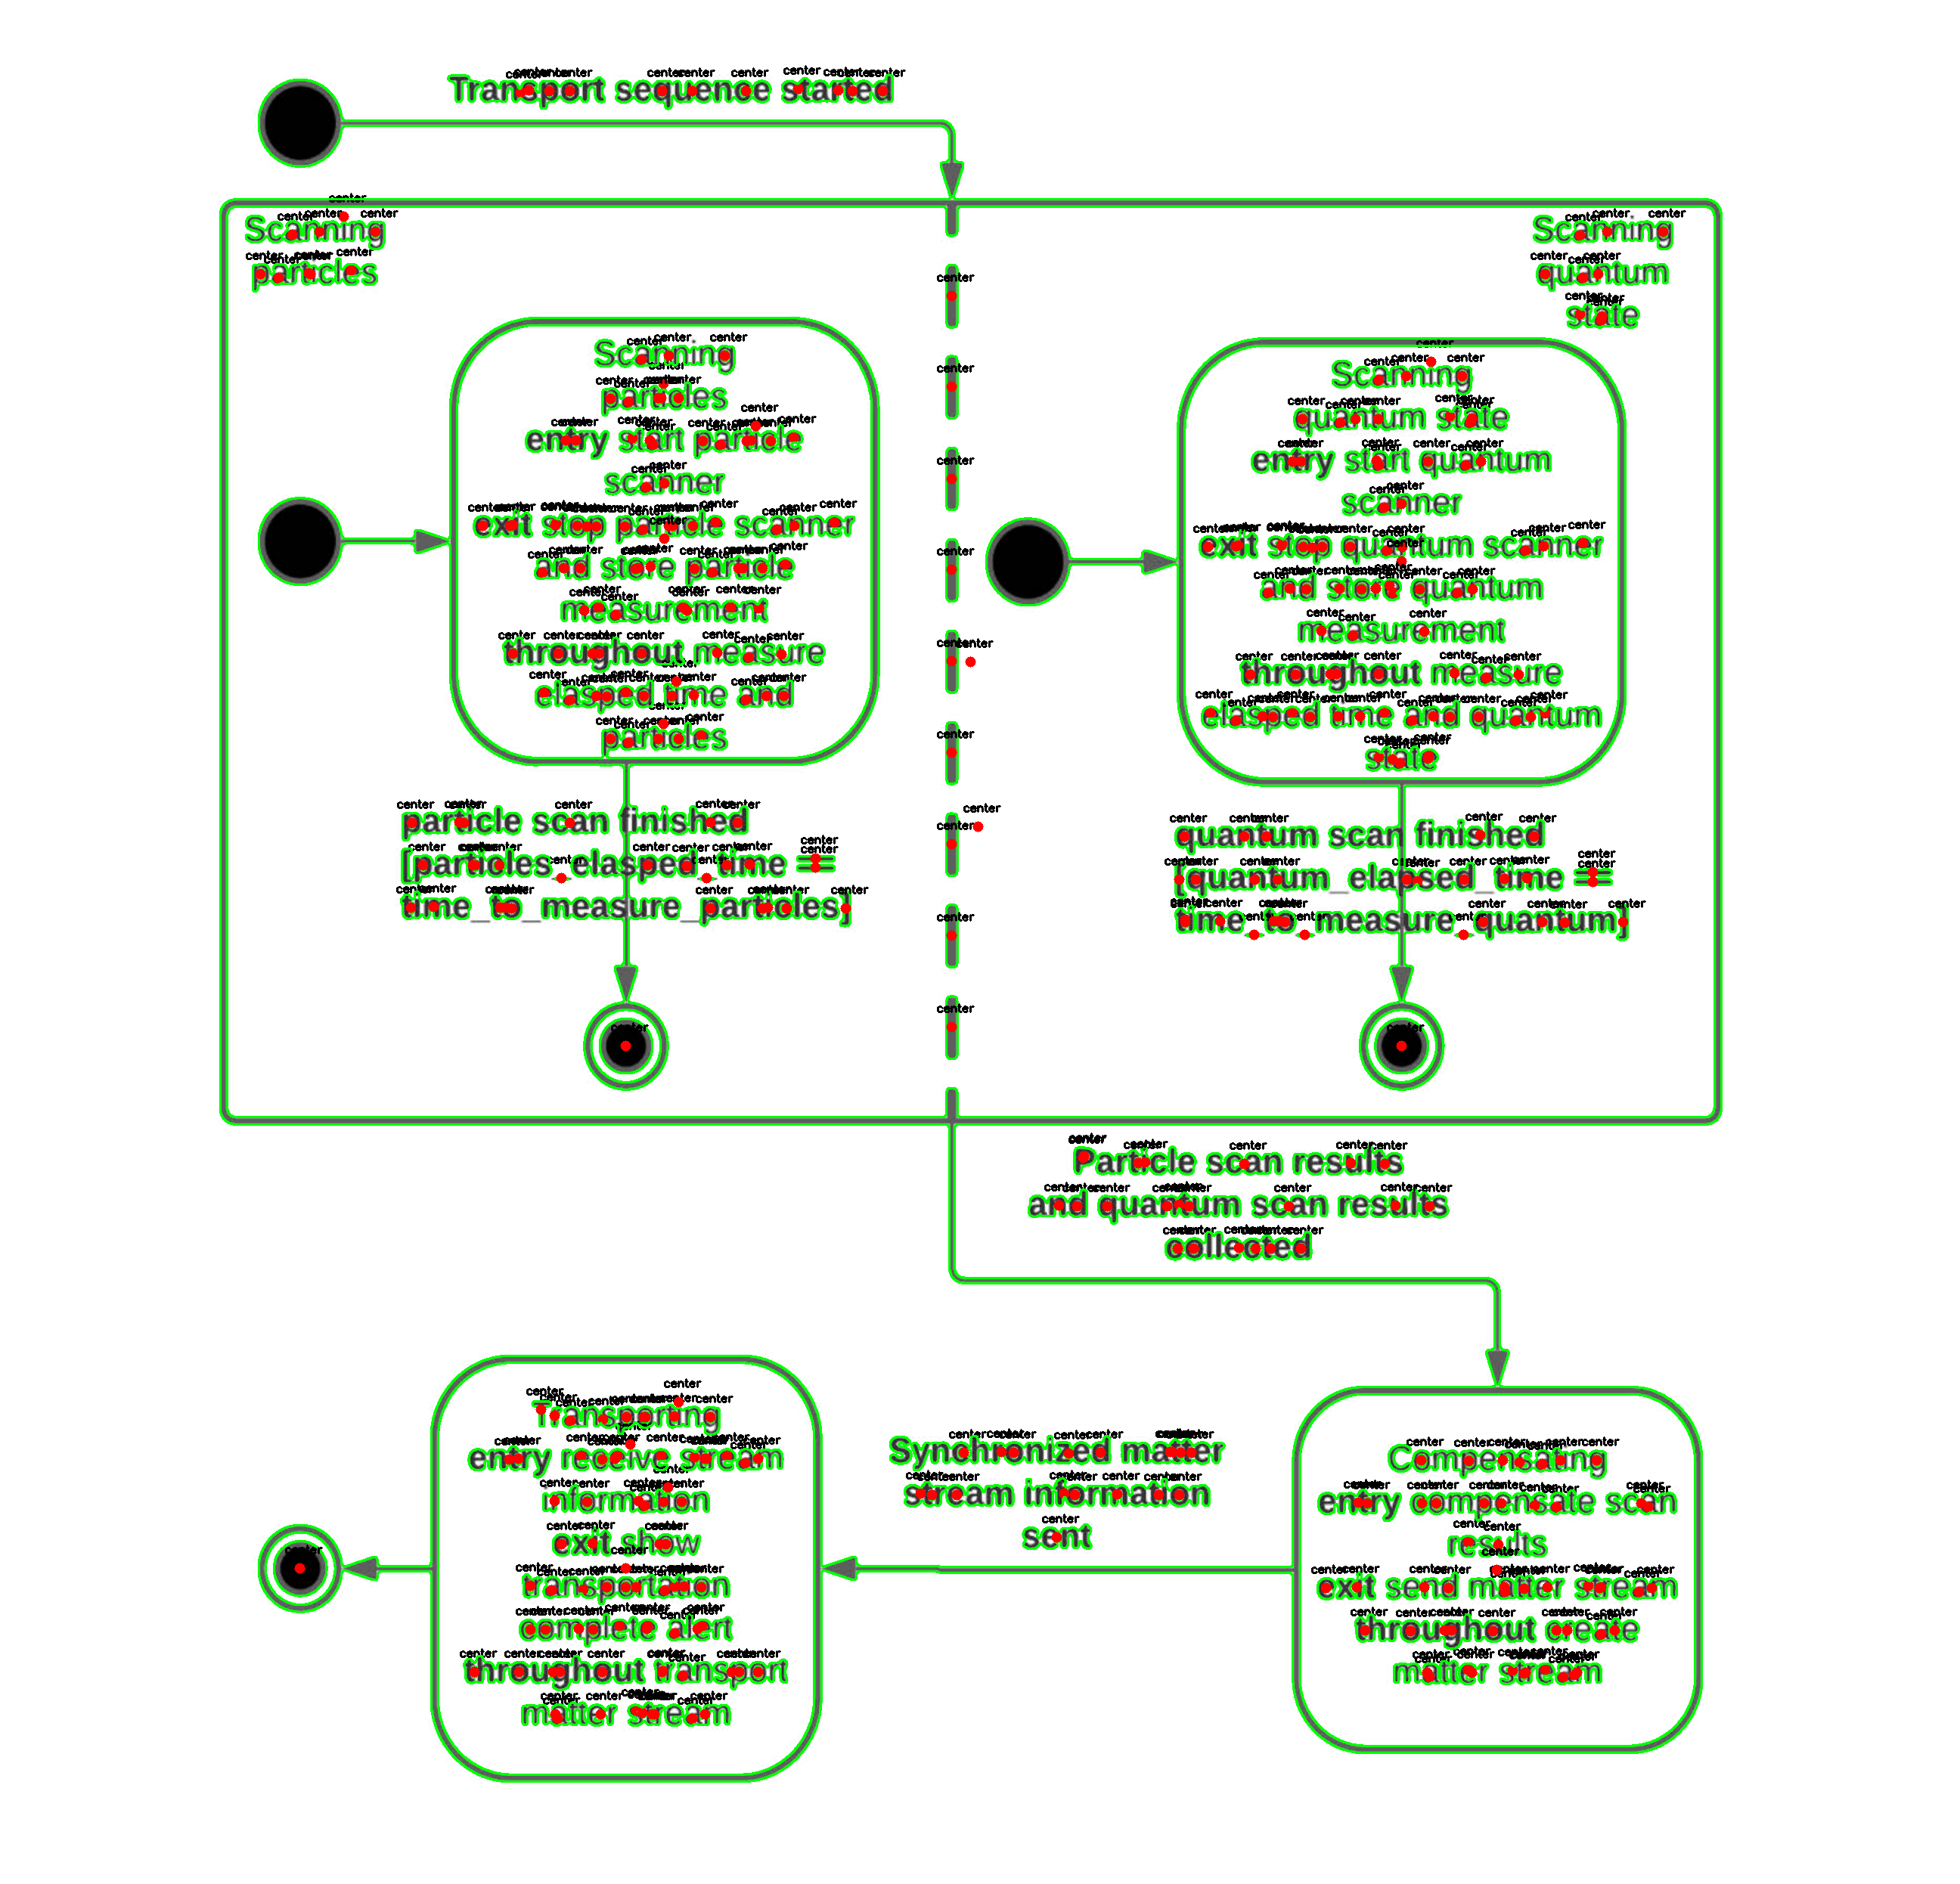 Transport sequence started
Scanning
particles
Scanning
quantum
state
Scanning
particles
entry start particle
scanner
exit stop particle scanner
and store particle
measurement
throughout measure
elasped time and
particles
Scanning
quantum state
entry start quantum
scanner
exit stop quantum scanner
and store quantum
measurement
throughout measure
elasped time and quantum
state
particle scan finished
[particles_elasped_time ==
time_to_measure_particles]
quantum scan finished
[quantum_elapsed_time ==
time_to_measure_quantum]
Particle scan results
and quantum scan results
collected
Transporting
entry receive stream
information
exit show
transportation
complete alert
throughout transport
matter stream
Synchronized matter
stream information
sent
Compensating
entry compensate scan
results
exit send matter stream
throughout create
matter stream